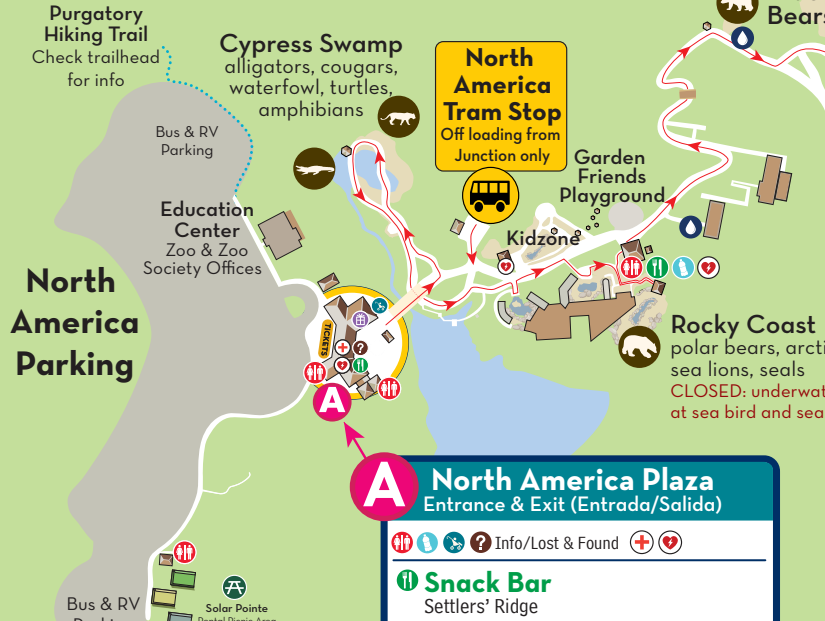 Purgatory
Hiking Trail
Check trailhead
for info
Cypress Swamp
alligators, cougars,
waterfowl, turtles,
amphibians
North
America
Tram Stop
Off loading from
Junction only
Bears
Bus & RV
Parking
Garden
Friends
Playground
Education
Center
Zoo & Zoo
Society Offices
Kidzone
North
America
Parking
TICKETS
A
Rocky Coast
polar bears, arcti
sea lions, seals
CLOSED: underwat
at sea bird and sea
A
North America Plaza
Entrance & Exit (Entrada/Salida)
? Info/Lost & Found
Snack Bar
Settlers' Ridge
Bus & RV
Solar Pointe